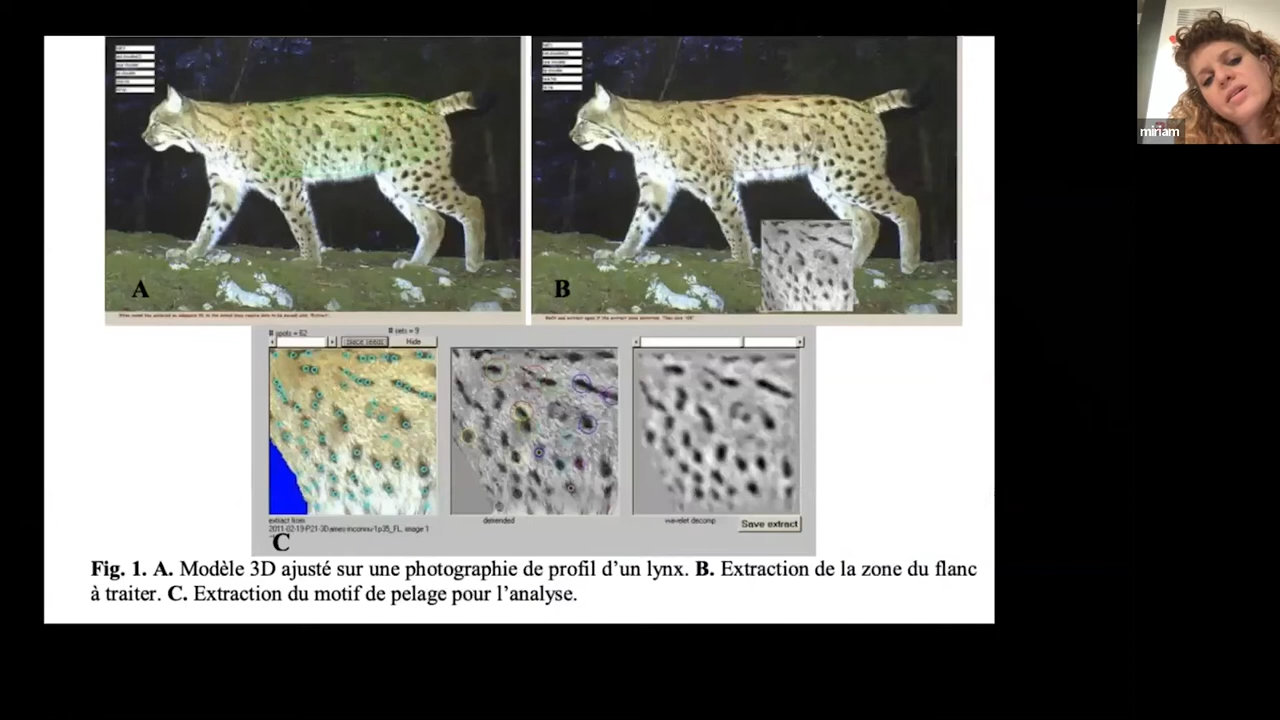 miriam
A
B
# spots = 62
# sets = 9
place seeds
Hide
extract from
demended
wavelet decomp
Save extract
C
Fig. 1. A. Modèle 3D ajusté sur une photographie de profil d’un lynx. B. Extraction de la zone du flanc
à traiter. C. Extraction du motif de pelage pour l’analyse.